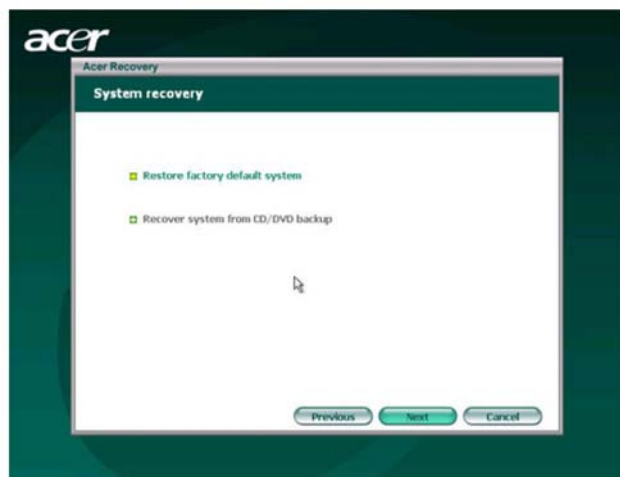 acer
Acer Recovery
System recovery
Restore factory default system
Recover system from CD/DVD backup
Previous Next Cancel